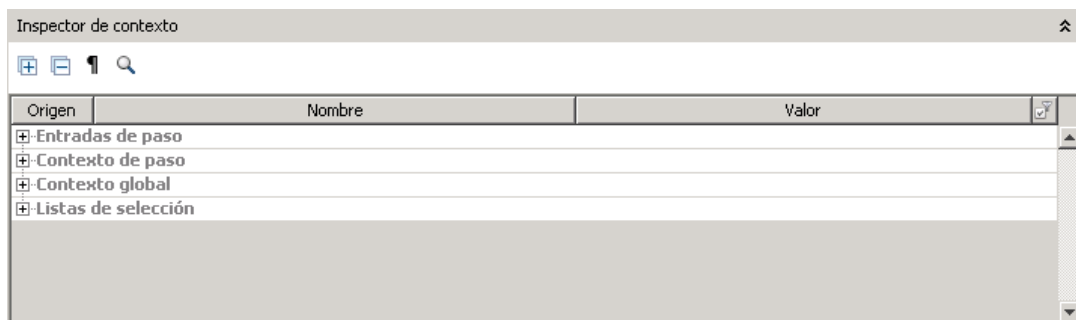 Inspector de contexto
¶
Origen Nombre Valor
Entradas de paso
Contexto de paso
Contexto global
Listas de selección